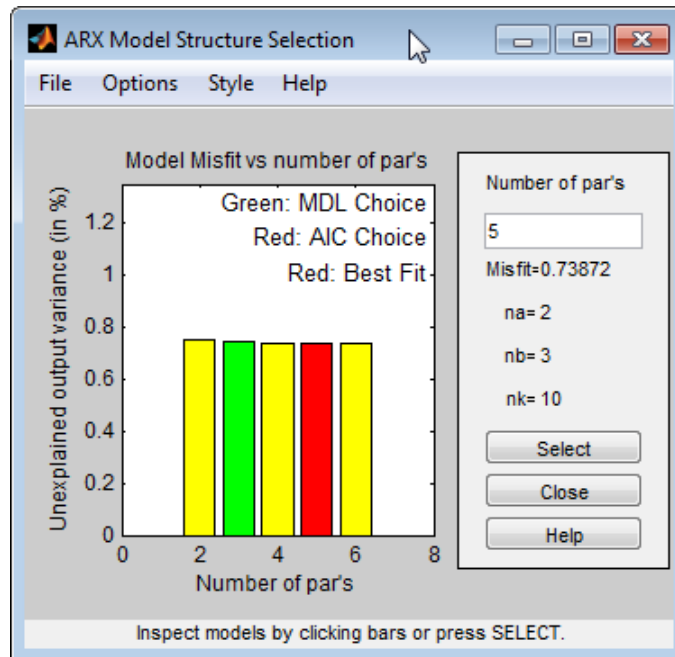 ARX Model Structure Selection
File Options Style Help
Model Misfit vs number of par's
Unexplained output variance (in %)
Green: MDL Choice
Red: AIC Choice
Red: Best Fit
1.2
1
0.8
0.6
0.4
0.2
0
0 2 4 6 8
Number of par's
Number of par's
5
Misfit=0.73872
na= 2
nb= 3
nk= 10
Select
Close
Help
Inspect models by clicking bars or press SELECT.